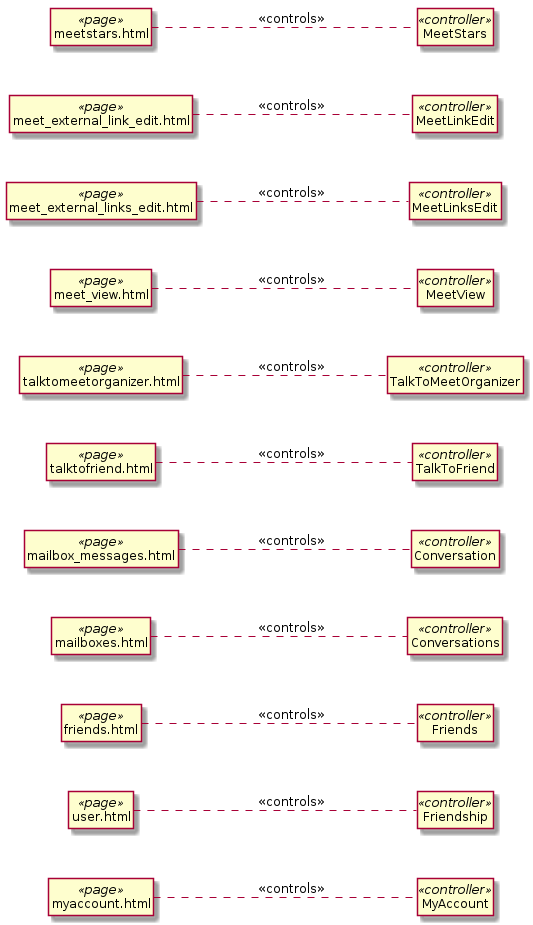 «page» «controls» «controller»
meetstars.html MeetStars
«page» «controls» «controller»
meet_external_link_edit.html MeetLinkEdit
«page» «controls» «controller»
meet_external_links_edit.html MeetLinksEdit
«page» «controls» «controller»
meet_view.html MeetView
«page» «controls» «controller»
talktomeetorganizer.html TalkToMeetOrganizer
«page» «controls» «controller»
talktofriend.html TalkToFriend
«page» «controls» «controller»
mailbox_messages.html Conversation
«page» «controls» «controller»
mailboxes.html Conversations
«page» «controls» «controller»
friends.html Friends
«page» «controls» «controller»
user.html Friendship
«page» «controls» «controller»
myaccount.html MyAccount